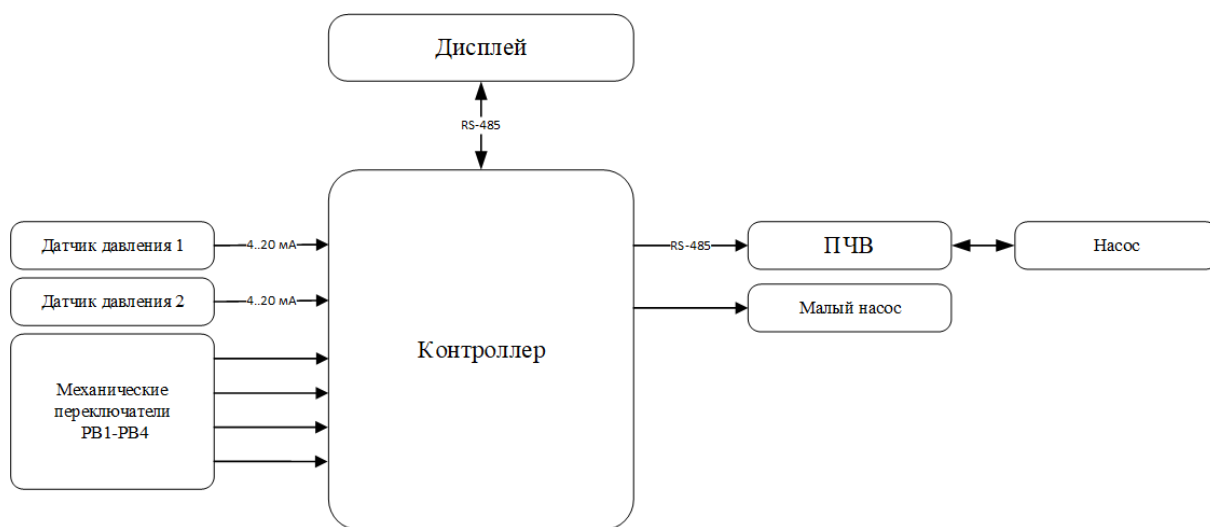 Дисплей
RS-485
Датчик давления 1
4..20 мА
RS-485
ПЧВ
Насос
Датчик давления 2
4..20 мА
Малый насос
Контроллер
Механические
переключатели
PB1-PB4